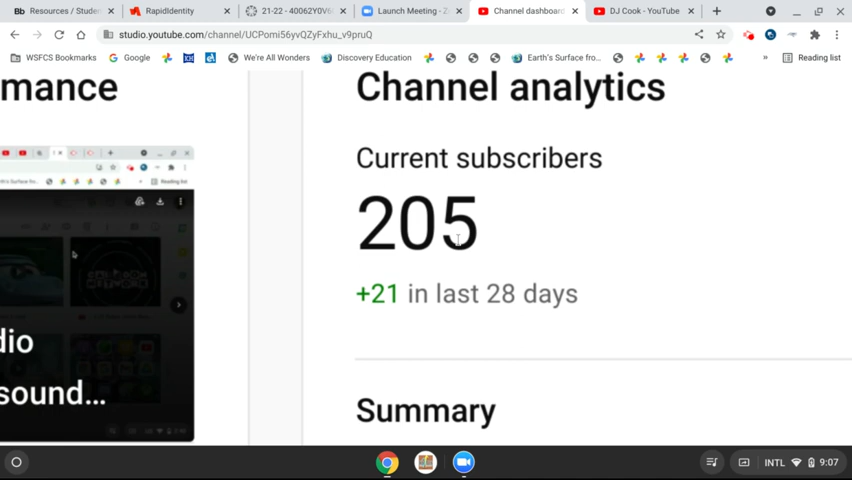 Resources / Studen
RapidIdentity
21-22 - 40062Y0V6
Launch Meeting - Z
Channel dashboard
DJ Cook - YouTube
studio.youtube.com/channel/UCPomi56yvQZyFxhu_v9pruQ
WSFCS Bookmarks
Google
We're All Wonders
Discovery Education
Earth's Surface fro...
Reading list
mance
Channel analytics
Current subscribers
205
+21 in last 28 days
dio
sound...
Summary
INTL
9:07